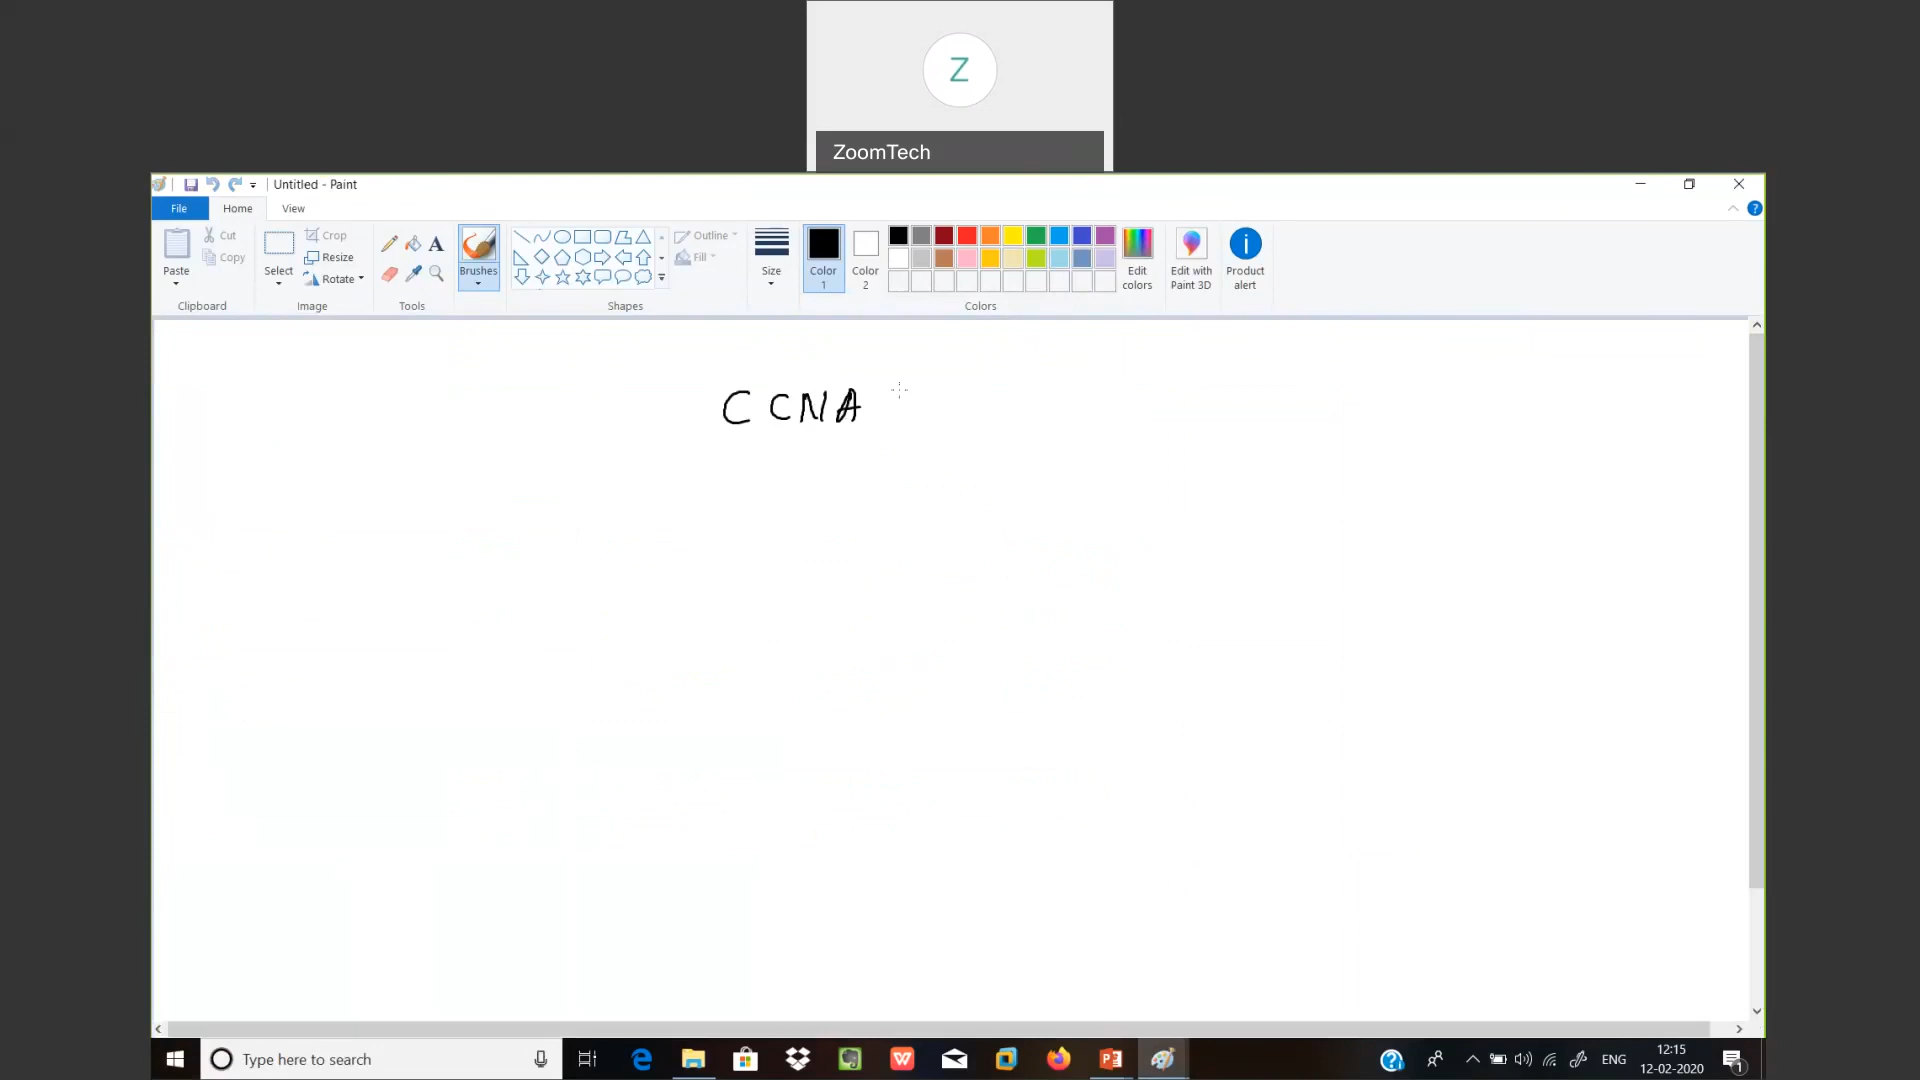 Z
ZoomTech
Untitled - Paint
File Home View
Paste Cut Copy Clipboard
Select Crop Resize Rotate Image
A Tools
Brushes
Outline Fill Shapes
Size
Color 1 Color 2 Edit colors Colors
Edit with Paint 3D
Product alert
CCNA
Type here to search
ENG
12:15
12-02-2020
1